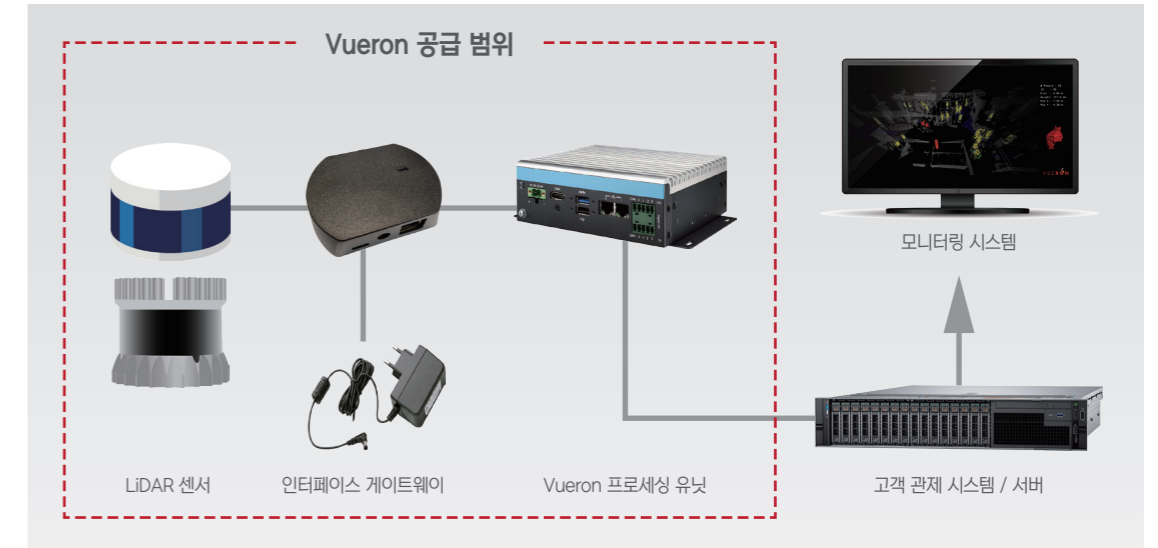 Vueron 공급 범위
VUERON
모니터링 시스템
LiDAR 센서
인터페이스 게이트웨이
Vueron 프로세싱 유닛
고객 관제 시스템 / 서버